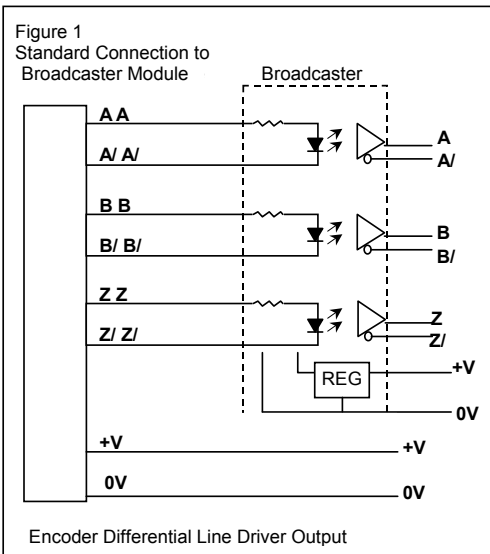 Figure 1
Standard Connection to
Broadcaster Module
Broadcaster
A A
A
A/ A/
A/
B B
B
B/ B/
B/
Z Z
Z
Z/ Z/
Z/
+V
REG
0V
+V
+V
0V
0V
Encoder Differential Line Driver Output